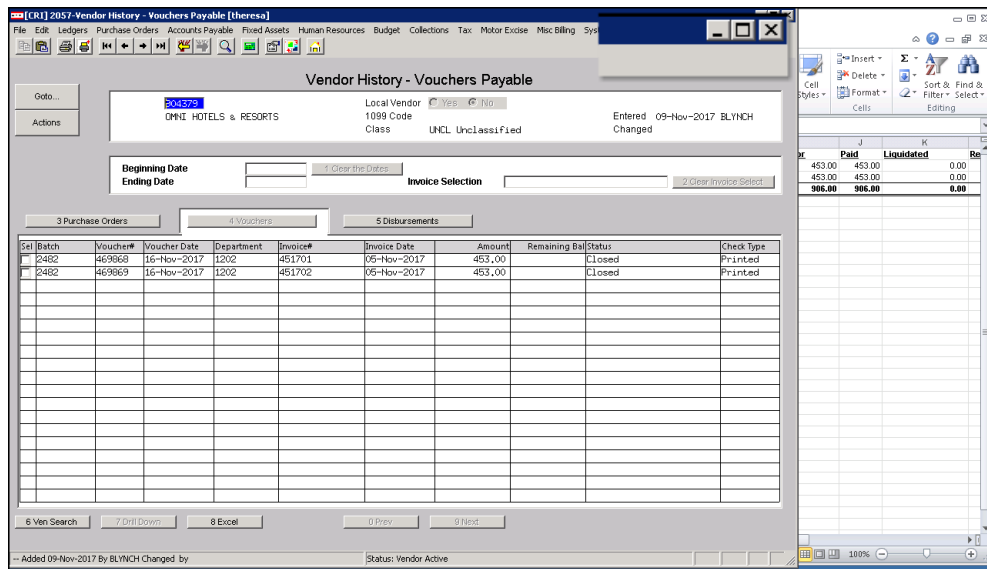 [CRI] 2057-Vendor History - Vouchers Payable [theresa]
File Edit Ledgers Purchase Orders Accounts Payable Fixed Assets Human Resources Budget Collections Tax Motor Excise Misc Billing Sys
Vendor History - Vouchers Payable
Goto...
Actions
904379
OMNI HOTELS & RESORTS
Local Vendor Yes No
1099 Code
Class UNCL Unclassified
Entered 09-Nov-2017 BLYNCH
Changed
Beginning Date
Ending Date
1 Clear the Dates
Invoice Selection
2 Clear Invoice Select
3 Purchase Orders 4 Vouchers 5 Disbursements
Sel Batch Voucher# Voucher Date Department Invoice# Invoice Date Amount Remaining Bal Status Check Type
2482 469868 16-Nov-2017 1202 451701 05-Nov-2017 453.00 Closed Printed
2482 469869 16-Nov-2017 1202 451702 05-Nov-2017 453.00 Closed Printed
6 Ven Search 7 Drill Down 8 Excel 0 Prev 9 Next
-- Added 09-Nov-2017 By BLYNCH Changed by
Status: Vendor Active
Cell
Styles
Insert
Delete
Format
Cells
Sort & Filter
Find & Select
Editing
J K
or Paid Liquidated Re
453.00 453.00 0.00
453.00 453.00 0.00
906.00 906.00 0.00
100%